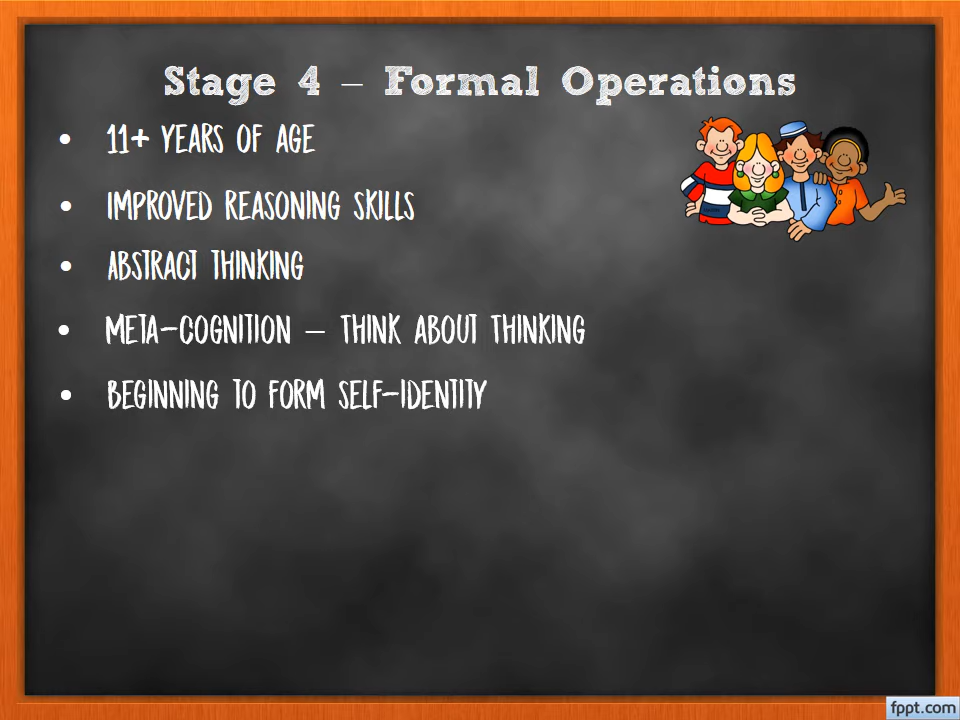 Stage 4 – Formal Operations
• 11+ YEARS OF AGE
• IMPROVED REASONING SKILLS
• ABSTRACT THINKING
• META-COGNITION – THINK ABOUT THINKING
• BEGINNING TO FORM SELF-IDENTITY
fppt.com